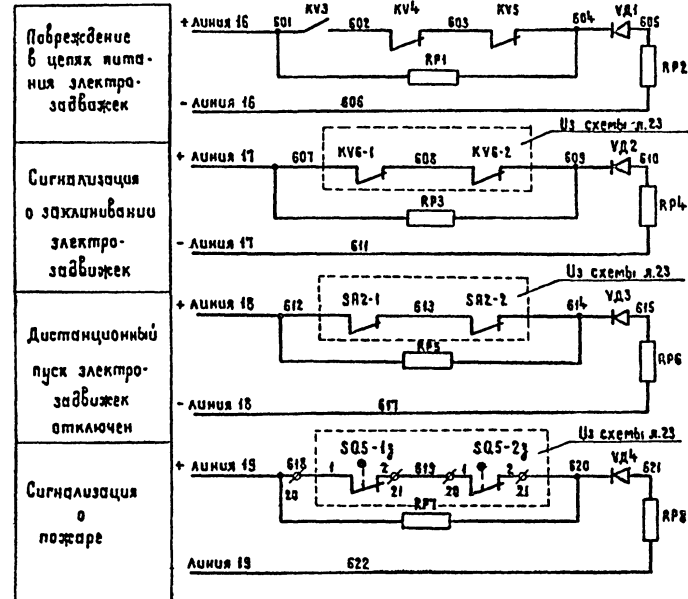 Повреждение
в цепях пита-
ния электро-
задвижек
+ Линия 16 601 KV3 602 KV4 603 KV5 604 VД1 605
RP1 RP2
- Линия 16 606
Сигнализация
о заклинивании
электро-
задвижек
Из схемы л.23
+ Линия 17 607 KV6-1 608 KV6-2 609 VД2 610
RP3 RP4
- Линия 17 611
Дистанционный
пуск электро-
задвижек
отключен
Из схемы л.23
+ Линия 18 612 SA2-1 613 SA2-2 614 VД3 615
RP5 RP6
- Линия 18 617
Сигнализация
о
пожаре
Из схемы л.23
SQ5-1з SQ5-2з
+ Линия 19 618 1 2 619 1 2 620 VД4 621
20 21 20 21
RP7 RP8
- Линия 19 622